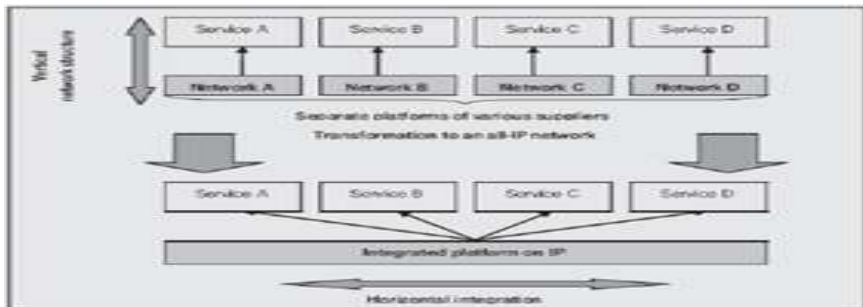 Vertical
network structure
Service A Service B Service C Service D
Network A Network B Network C Network D
Separate platforms of various suppliers
Transformation to an all-IP network
Service A Service B Service C Service D
Integrated platform on IP
Horizontal integration